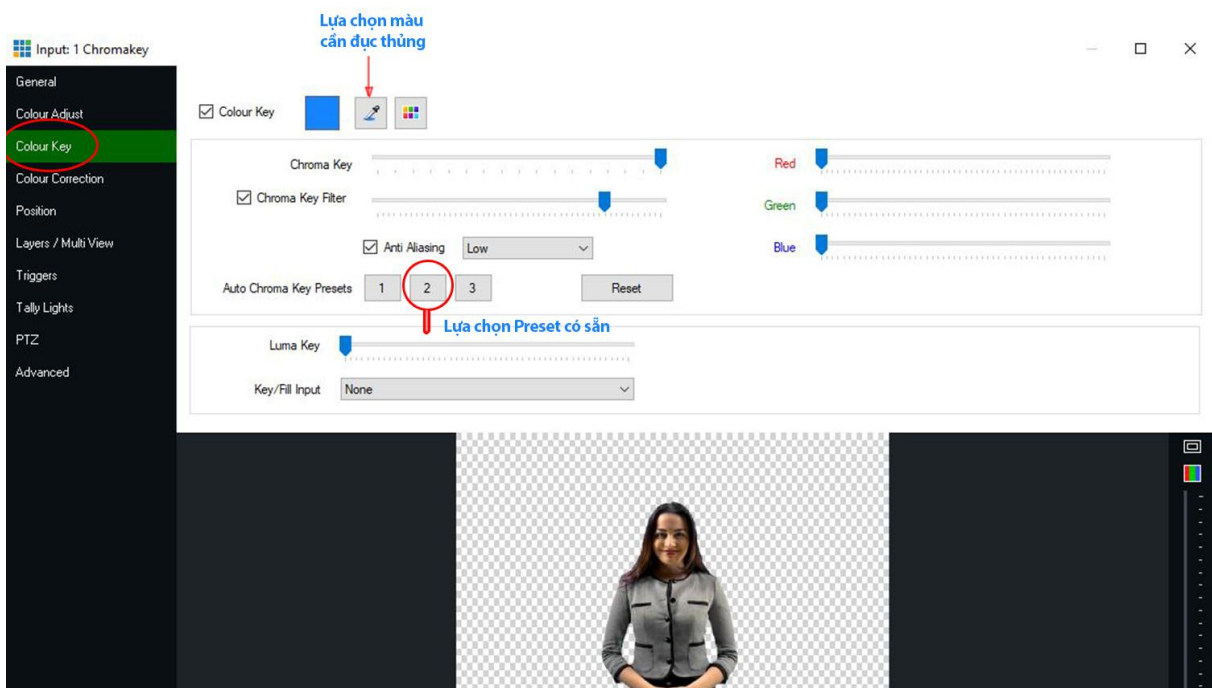 Lựa chọn màu
cần đục thủng
Input: 1 Chromakey
General
Colour Adjust
Colour Key
Colour Correction
Position
Layers / Multi View
Triggers
Tally Lights
PTZ
Advanced
Colour Key
Chroma Key
Chroma Key Filter
Anti Aliasing
Low
Auto Chroma Key Presets
1
2
3
Reset
Lựa chọn Preset có sẵn
Red
Green
Blue
Luma Key
Key/Fill Input
None